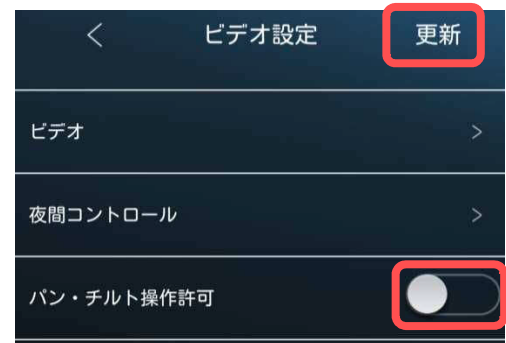 ビデオ設定 更新
ビデオ
夜間コントロール
パン・チルト操作許可